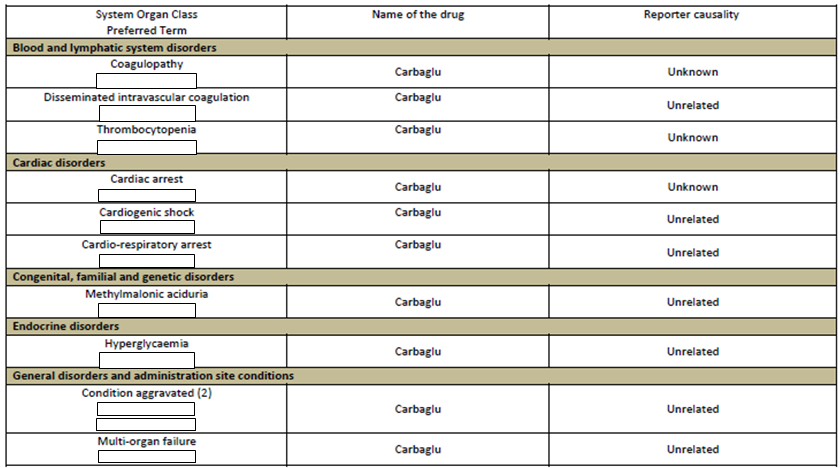 System Organ Class
Preferred Term
Name of the drug
Reporter causality
Blood and lymphatic system disorders
Coagulopathy
Carbaglu
Unknown
Disseminated intravascular coagulation
Carbaglu
Unrelated
Thrombocytopenia
Carbaglu
Unknown
Cardiac disorders
Cardiac arrest
Carbaglu
Unknown
Cardiogenic shock
Carbaglu
Unrelated
Cardio-respiratory arrest
Carbaglu
Unrelated
Congenital, familial and genetic disorders
Methylmalonic aciduria
Carbaglu
Unrelated
Endocrine disorders
Hyperglycaemia
Carbaglu
Unrelated
General disorders and administration site conditions
Condition aggravated (2)
Carbaglu
Unrelated
Multi-organ failure
Carbaglu
Unrelated